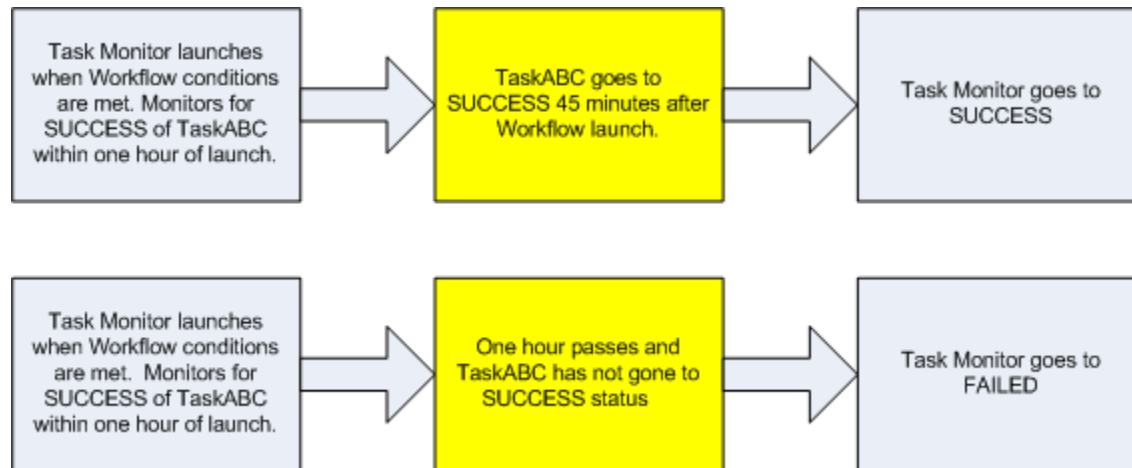 Task Monitor launches
when Workflow conditions
are met. Monitors for
SUCCESS of TaskABC
within one hour of launch.
TaskABC goes to
SUCCESS 45 minutes after
Workflow launch.
Task Monitor goes to
SUCCESS
Task Monitor launches
when Workflow conditions
are met.  Monitors for
SUCCESS of TaskABC
within one hour of launch.
One hour passes and
TaskABC has not gone to
SUCCESS status
Task Monitor goes to
FAILED